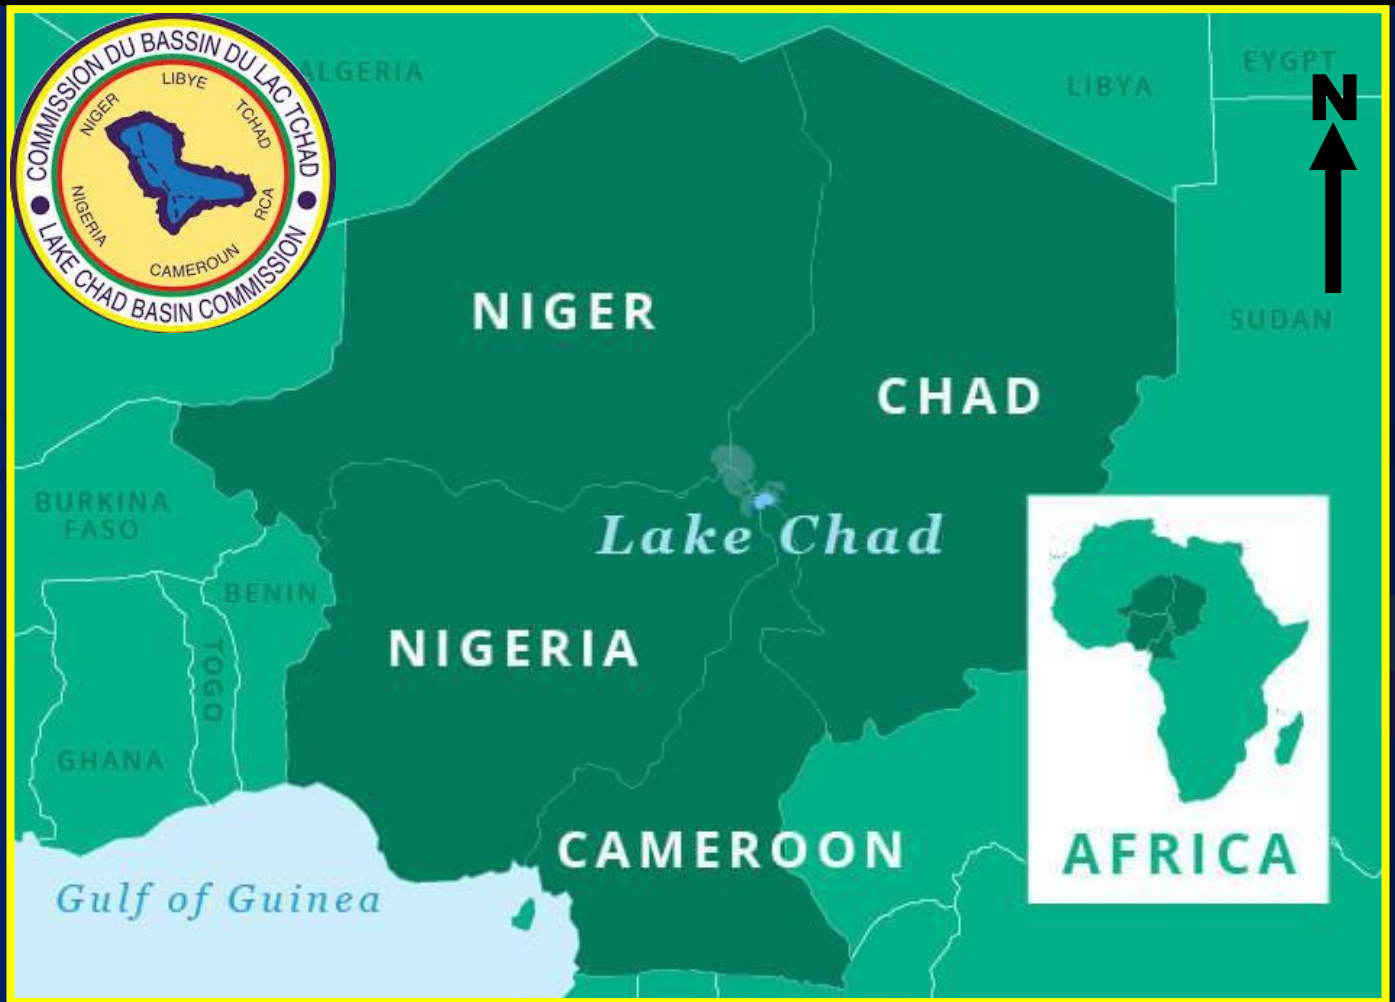 COMMISSION DU BASSIN DU LAC TCHAD
LAKE CHAD BASIN COMMISSION
LIBYE
NIGER
TCHAD
NIGERIA
RCA
CAMEROUN
ALGERIA
LIBYA
EYGPT
N
NIGER
CHAD
SUDAN
BURKINA
FASO
Lake Chad
BENIN
NIGERIA
TOGO
GHANA
CAMEROON
AFRICA
Gulf of Guinea